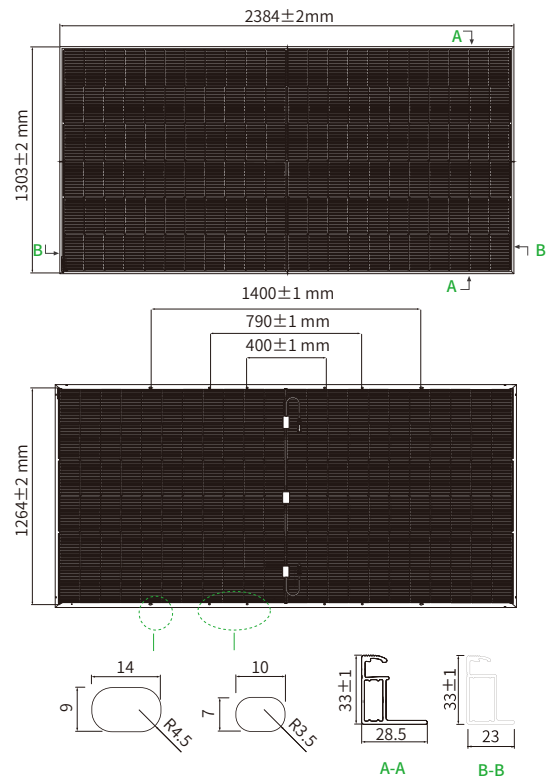 2384±2mm
A
1303±2 mm
B
B
A
1400±1 mm
790±1 mm
400±1 mm
1264±2 mm
14
10
9
R4.5
7
R3.5
33±1
28.5
33±1
23
A-A
B-B